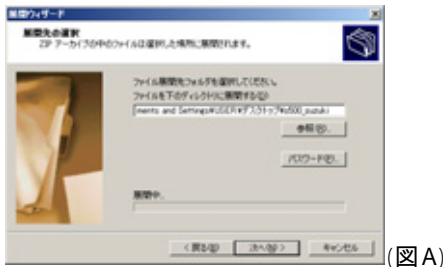 展開ウィザード
展開先の選択
ZIP アーカイブの中のファイルは選択した場所に展開されます。
ファイル展開先フォルダを選択してください。
ファイルを下のディレクトリに展開する(D)
ments and Settings¥USER¥デスクトップ¥s500_suzuki
参照(R)...
パスワード(P)...
展開中...
< 戻る(B)
次へ(N) >
キャンセル
(図A)